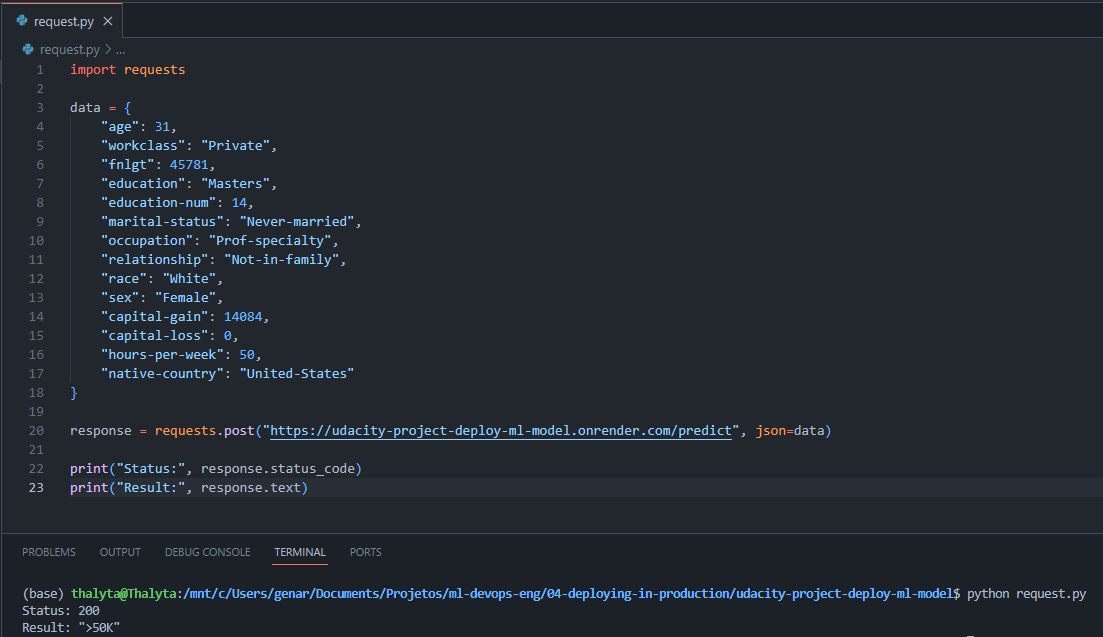 request.py
request.py > ...
1 import requests
2
3 data = {
4 "age": 31,
5 "workclass": "Private",
6 "fnlgt": 45781,
7 "education": "Masters",
8 "education-num": 14,
9 "marital-status": "Never-married",
10 "occupation": "Prof-specialty",
11 "relationship": "Not-in-family",
12 "race": "White",
13 "sex": "Female",
14 "capital-gain": 14084,
15 "capital-loss": 0,
16 "hours-per-week": 50,
17 "native-country": "United-States"
18 }
19
20 response = requests.post("https://udacity-project-deploy-ml-model.onrender.com/predict", json=data)
21
22 print("Status:", response.status_code)
23 print("Result:", response.text)
PROBLEMS OUTPUT DEBUG CONSOLE TERMINAL PORTS
(base) thalyta@Thalyta:/mnt/c/Users/genar/Documents/Projetos/ml-devops-eng/04-deploying-in-production/udacity-project-deploy-ml-model$ python request.py
Status: 200
Result: ">50K"